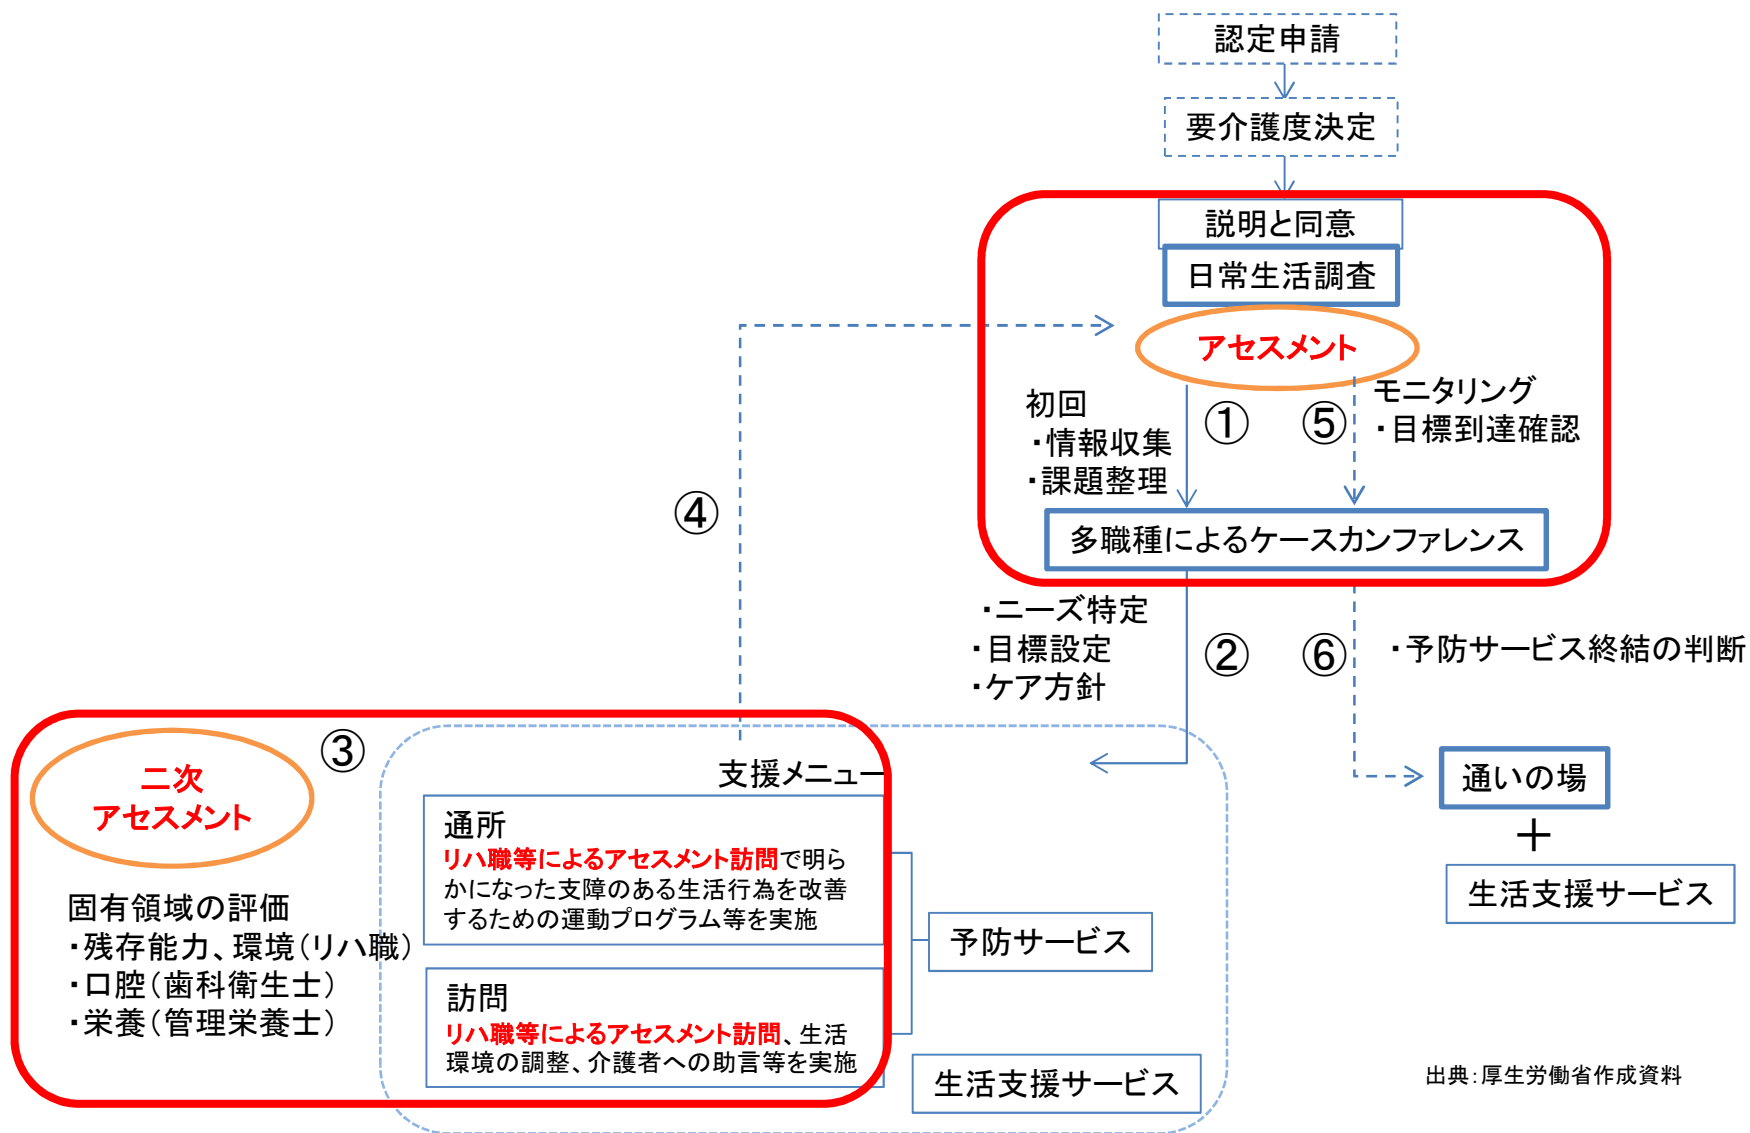 認定申請
要介護度決定
説明と同意
日常生活調査
アセスメント
初回
・情報収集
・課題整理
①
⑤
モニタリング
・目標到達確認
④
多職種によるケースカンファレンス
・ニーズ特定
・目標設定
・ケア方針
②
⑥
・予防サービス終結の判断
③
二次
アセスメント
固有領域の評価
・残存能力、環境(リハ職)
・口腔(歯科衛生士)
・栄養(管理栄養士)
支援メニュー
通所
リハ職等によるアセスメント訪問で明ら
かになった支障のある生活行為を改善
するための運動プログラム等を実施
訪問
リハ職等によるアセスメント訪問、生活
環境の調整、介護者への助言等を実施
予防サービス
生活支援サービス
通いの場
+
生活支援サービス
出典:厚生労働省作成資料